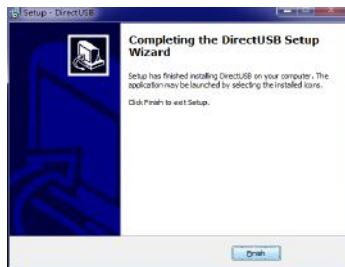 Setup - DirectUSB
Completing the DirectUSB Setup
Wizard
Setup has finished installing DirectUSB on your computer. The
application may be launched by selecting the installed icons.
Click Finish to exit Setup.
Finish